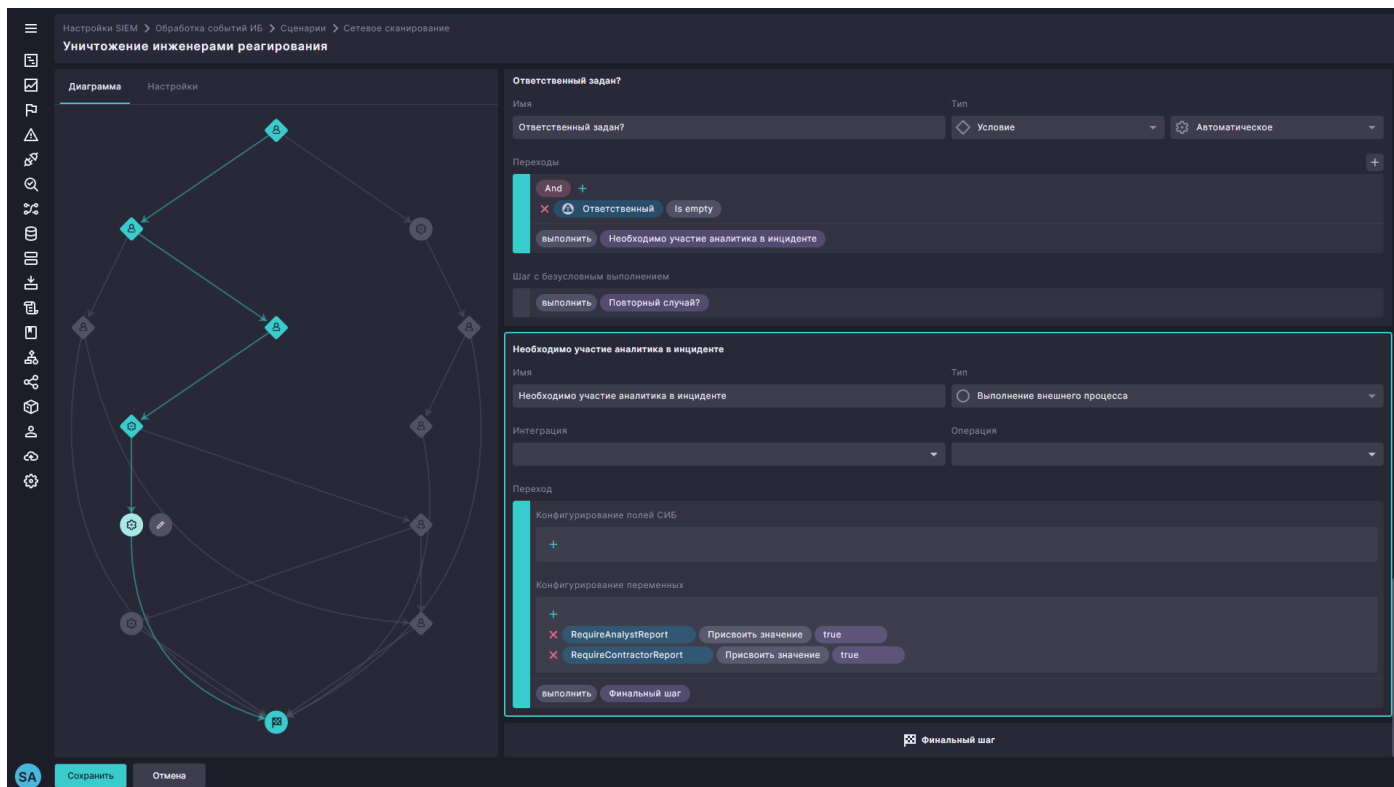 Настройки SIEM > Обработка событий ИБ > Сценарии > Сетевое сканирование
Уничтожение инженерами реагирования
Диаграмма Настройки
Ответственный задан?
Имя Тип
Ответственный задан? Условие Автоматическое
Переходы +
And +
Ответственный Is empty
выполнить Необходимо участие аналитика в инциденте
Шаг с безусловным выполнением
выполнить Повторный случай?
Необходимо участие аналитика в инциденте
Имя Тип
Необходимо участие аналитика в инциденте Выполнение внешнего процесса
Интеграция Операция
Переход
Конфигурирование полей СИБ
+
Конфигурирование переменных
+
RequireAnalystReport Присвоить значение true
RequireContractorReport Присвоить значение true
выполнить Финальный шаг
Финальный шаг
SA Сохранить Отмена